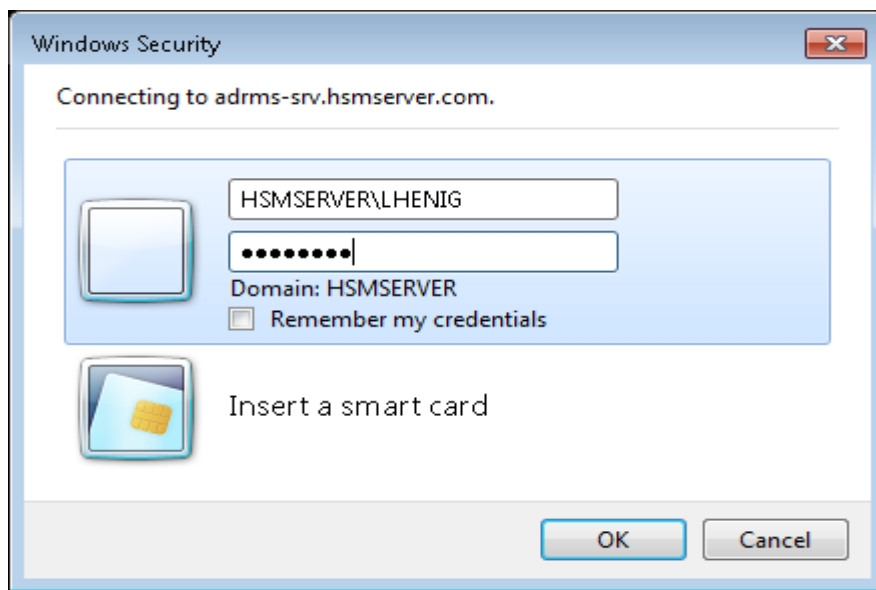 Windows Security
Connecting to adrms-srv.hsmserver.com.
HSMSERVER\LHENIG
●●●●●●●●
Domain: HSMSERVER
Remember my credentials
Insert a smart card
OK
Cancel